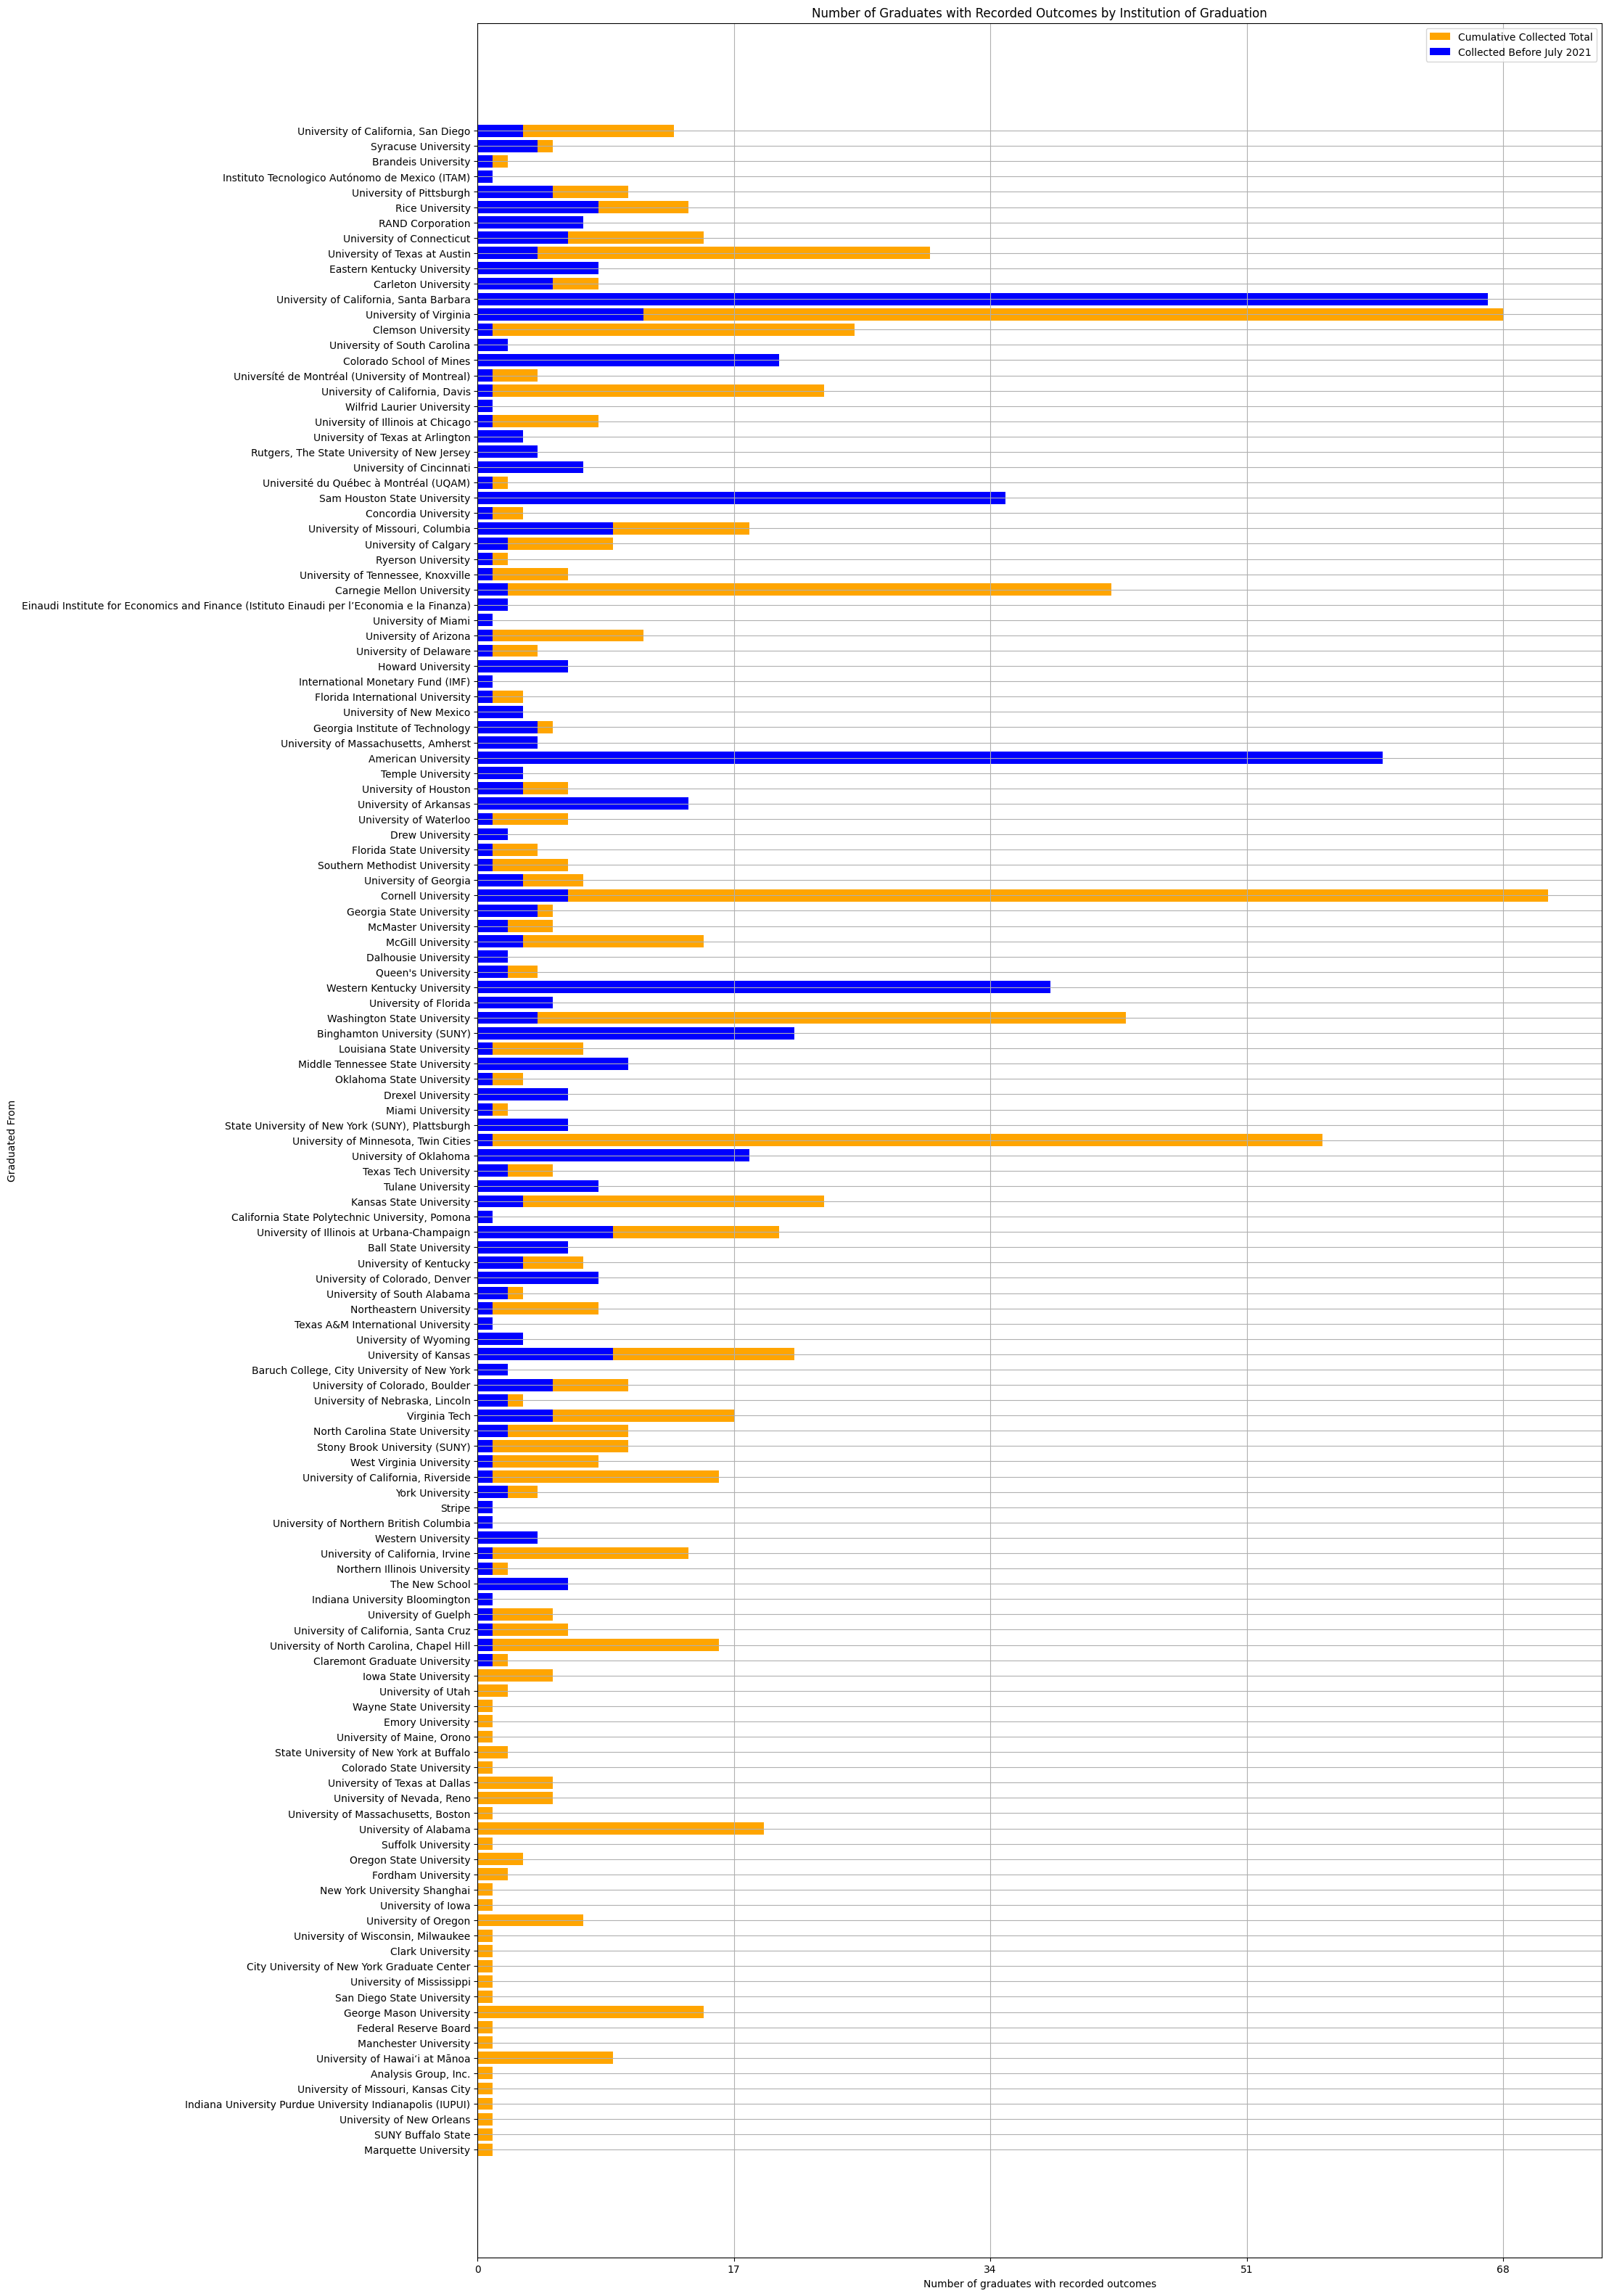 Number of Graduates with Recorded Outcomes by Institution of Graduation
Cumulative Collected Total
Collected Before July 2021
University of California, San Diego
Syracuse University
Brandeis University
Instituto Tecnologico Autónomo de Mexico (ITAM)
University of Pittsburgh
Rice University
RAND Corporation
University of Connecticut
University of Texas at Austin
Eastern Kentucky University
Carleton University
University of California, Santa Barbara
University of Virginia
Clemson University
University of South Carolina
Colorado School of Mines
Universíté de Montréal (University of Montreal)
University of California, Davis
Wilfrid Laurier University
University of Illinois at Chicago
University of Texas at Arlington
Rutgers, The State University of New Jersey
University of Cincinnati
Université du Québec à Montréal (UQAM)
Sam Houston State University
Concordia University
University of Missouri, Columbia
University of Calgary
Ryerson University
University of Tennessee, Knoxville
Carnegie Mellon University
Einaudi Institute for Economics and Finance (Istituto Einaudi per l’Economia e la Finanza)
University of Miami
University of Arizona
University of Delaware
Howard University
International Monetary Fund (IMF)
Florida International University
University of New Mexico
Georgia Institute of Technology
University of Massachusetts, Amherst
American University
Temple University
University of Houston
University of Arkansas
University of Waterloo
Drew University
Florida State University
Southern Methodist University
University of Georgia
Cornell University
Georgia State University
McMaster University
McGill University
Dalhousie University
Queen's University
Western Kentucky University
University of Florida
Washington State University
Binghamton University (SUNY)
Louisiana State University
Middle Tennessee State University
Oklahoma State University
Drexel University
Miami University
State University of New York (SUNY), Plattsburgh
University of Minnesota, Twin Cities
University of Oklahoma
Texas Tech University
Tulane University
Kansas State University
California State Polytechnic University, Pomona
University of Illinois at Urbana-Champaign
Ball State University
University of Kentucky
University of Colorado, Denver
University of South Alabama
Northeastern University
Texas A&M International University
University of Wyoming
University of Kansas
Baruch College, City University of New York
University of Colorado, Boulder
University of Nebraska, Lincoln
Virginia Tech
North Carolina State University
Stony Brook University (SUNY)
West Virginia University
University of California, Riverside
York University
Stripe
University of Northern British Columbia
Western University
University of California, Irvine
Northern Illinois University
The New School
Indiana University Bloomington
University of Guelph
University of California, Santa Cruz
University of North Carolina, Chapel Hill
Claremont Graduate University
Iowa State University
University of Utah
Wayne State University
Emory University
University of Maine, Orono
State University of New York at Buffalo
Colorado State University
University of Texas at Dallas
University of Nevada, Reno
University of Massachusetts, Boston
University of Alabama
Suffolk University
Oregon State University
Fordham University
New York University Shanghai
University of Iowa
University of Oregon
University of Wisconsin, Milwaukee
Clark University
City University of New York Graduate Center
University of Mississippi
San Diego State University
George Mason University
Federal Reserve Board
Manchester University
University of Hawaiʻi at Mānoa
Analysis Group, Inc.
University of Missouri, Kansas City
Indiana University Purdue University Indianapolis (IUPUI)
University of New Orleans
SUNY Buffalo State
Marquette University
Graduated From
0 17 34 51 68
Number of graduates with recorded outcomes